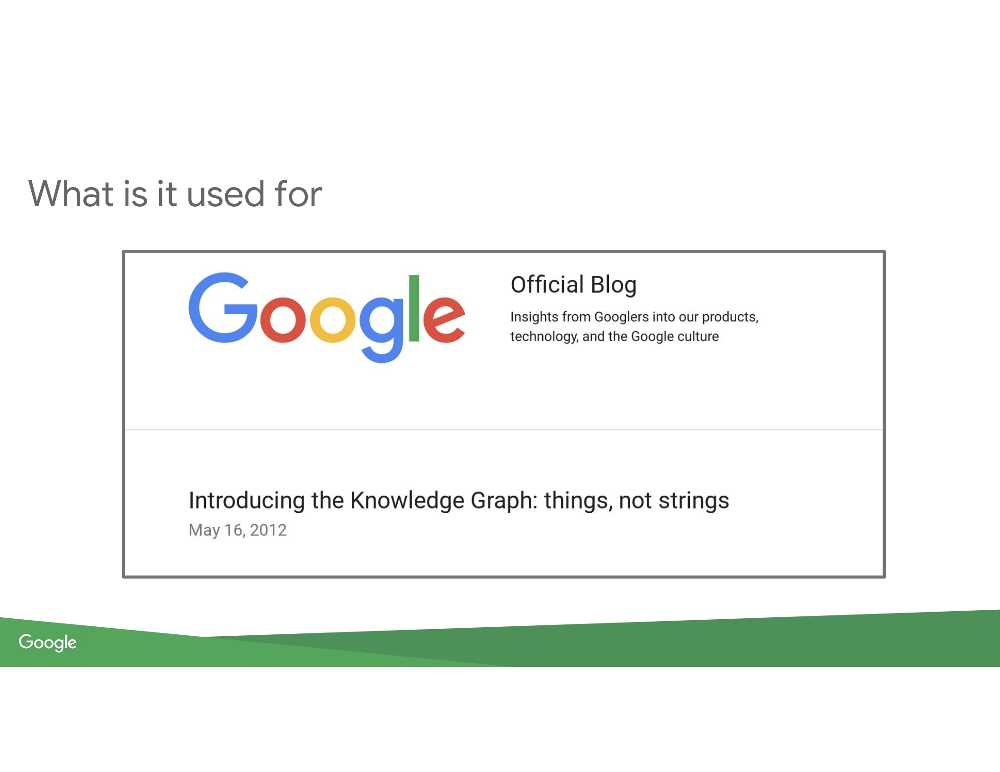 What is it used for
Google
Official Blog
Insights from Googlers into our products,
technology, and the Google culture
Introducing the Knowledge Graph: things, not strings
May 16, 2012
Google